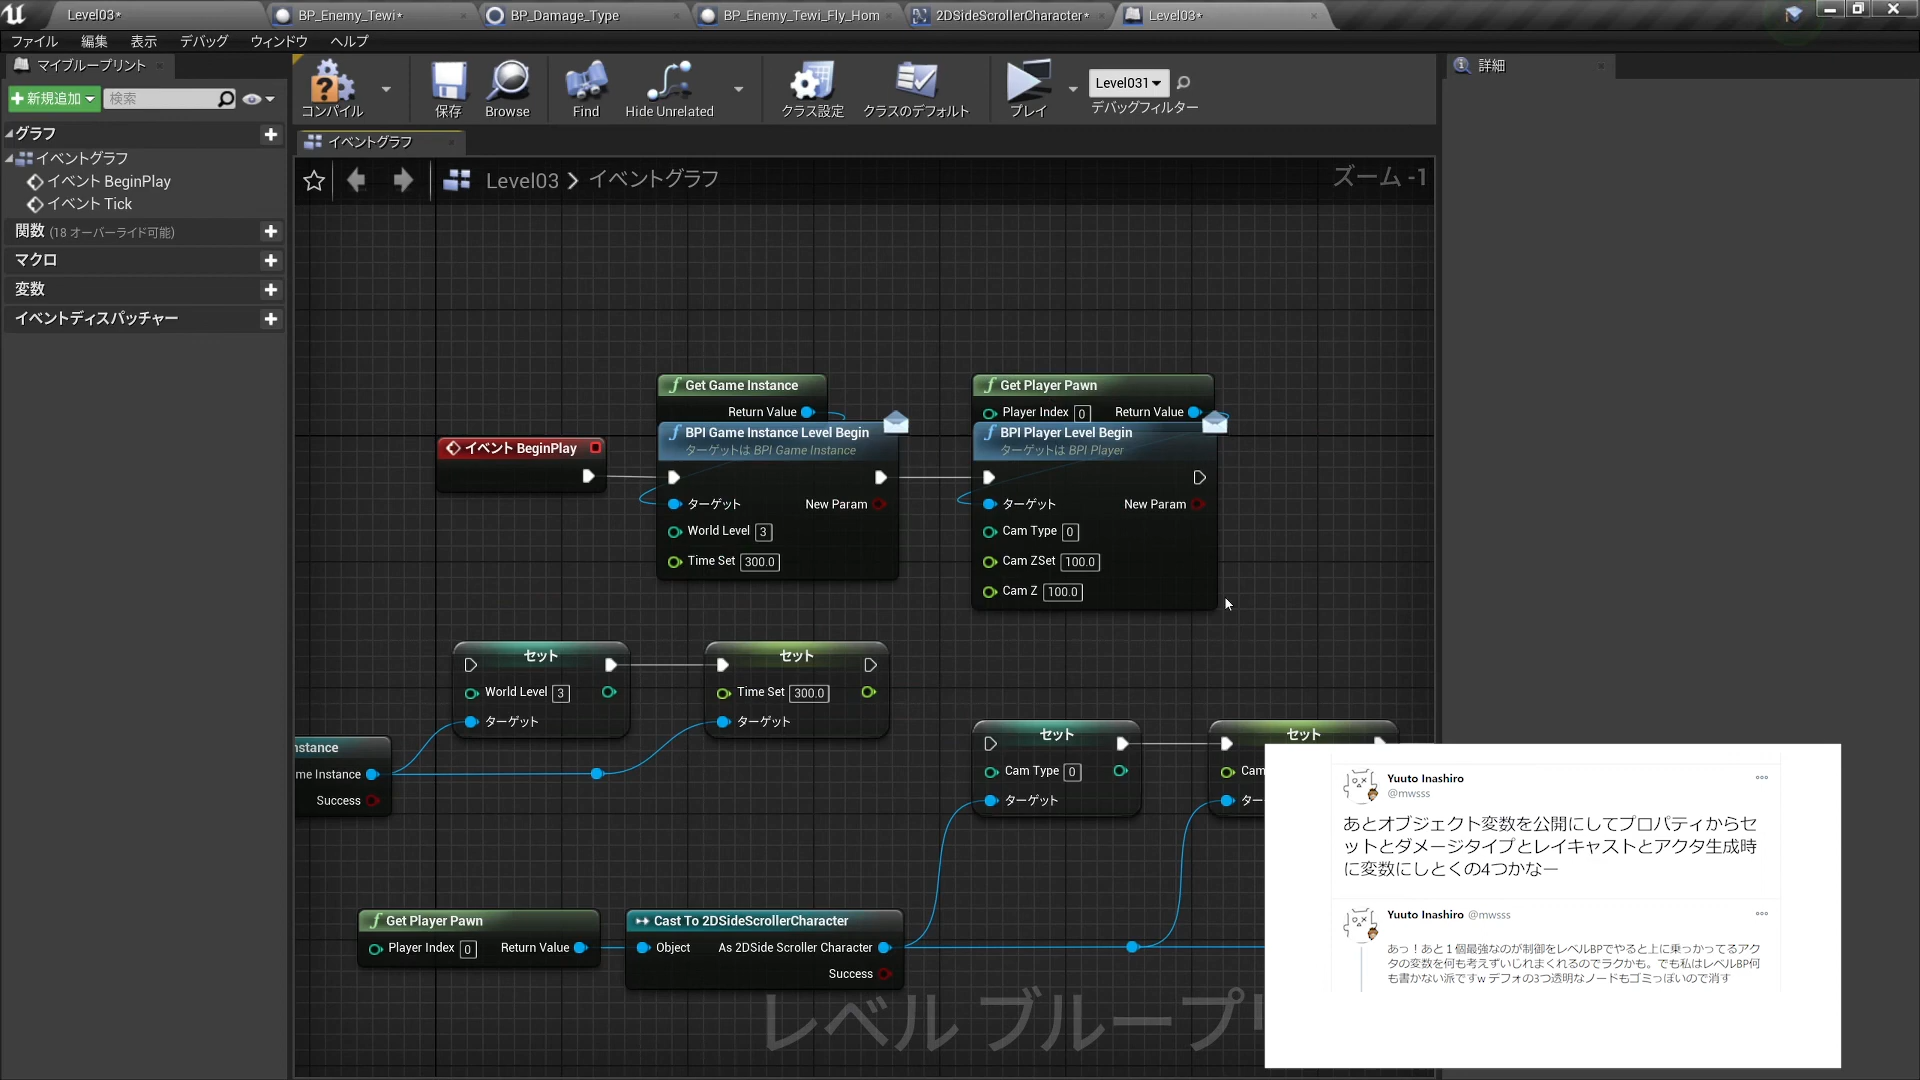 Level03*
BP_Enemy_Tewi*
BP_Damage_Type
BP_Enemy_Tewi_Fly_Hom
2DSideScrollerCharacter*
Level03*
ファイル
編集
表示
デバッグ
ウィンドウ
ヘルプ
マイブループリント
新規追加
検索
グラフ
イベントグラフ
イベント BeginPlay
イベント Tick
関数 (18 オーバーライド可能)
マクロ
変数
イベントディスパッチャー
コンパイル
保存
Browse
Find
Hide Unrelated
クラス設定
クラスのデフォルト
プレイ
Level031
デバッグフィルター
詳細
イベントグラフ
Level03
イベントグラフ
ズーム -1
Get Game Instance
Return Value
Get Player Pawn
Player Index 0
Return Value
イベント BeginPlay
BPI Game Instance Level Begin
ターゲットは BPI Game Instance
ターゲット
New Param
World Level 3
Time Set 300.0
BPI Player Level Begin
ターゲットは BPI Player
ターゲット
New Param
Cam Type 0
Cam ZSet 100.0
Cam Z 100.0
セット
World Level 3
ターゲット
セット
Time Set 300.0
ターゲット
nstance
me Instance
Success
セット
Cam Type 0
ターゲット
セット
Cam
ター
Get Player Pawn
Player Index 0
Return Value
Cast To 2DSideScrollerCharacter
Object
As 2DSide Scroller Character
Success
レベル ブループリ
Yuuto Inashiro
@mwsss
あとオブジェクト変数を公開にしてプロパティからセ
ットとダメージタイプとレイキャストとアクタ生成時
に変数にしとくの4つかなー
Yuuto Inashiro @mwsss
あっ！あと１個最強なのが制御をレベルBPでやると上に乗っかってるアク
タの変数を何も考えずいじれまくれるのでラクかも。でも私はレベルBP何
も書かない派ですw デフォの3つ透明なノードもゴミっぽいので消す